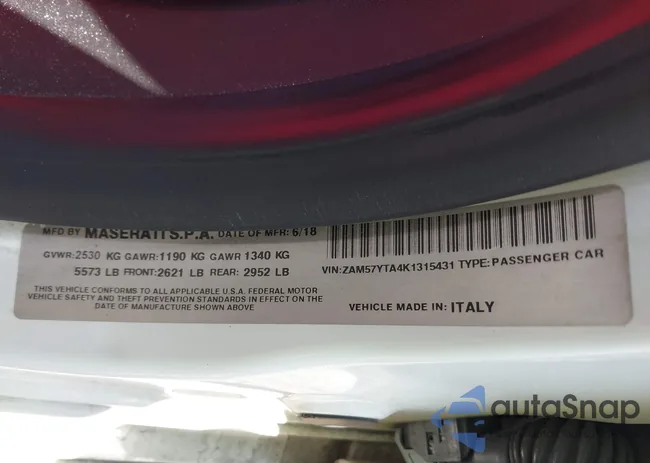 MFD BY MASERATI S.P.A. DATE OF MFR: 6/18
GVWR:2530 KG GAWR:1190 KG GAWR 1340 KG
5573 LB FRONT:2621 LB REAR: 2952 LB
THIS VEHICLE CONFORMS TO ALL APPLICABLE U.S.A. FEDERAL MOTOR
VEHICLE SAFETY AND THEFT PREVENTION STANDARDS IN EFFECT ON THE
DATE OF MANUFACTURE SHOWN ABOVE
VIN:ZAM57YTA4K1315431 TYPE:PASSENGER CAR
VEHICLE MADE IN: ITALY
autoSnap